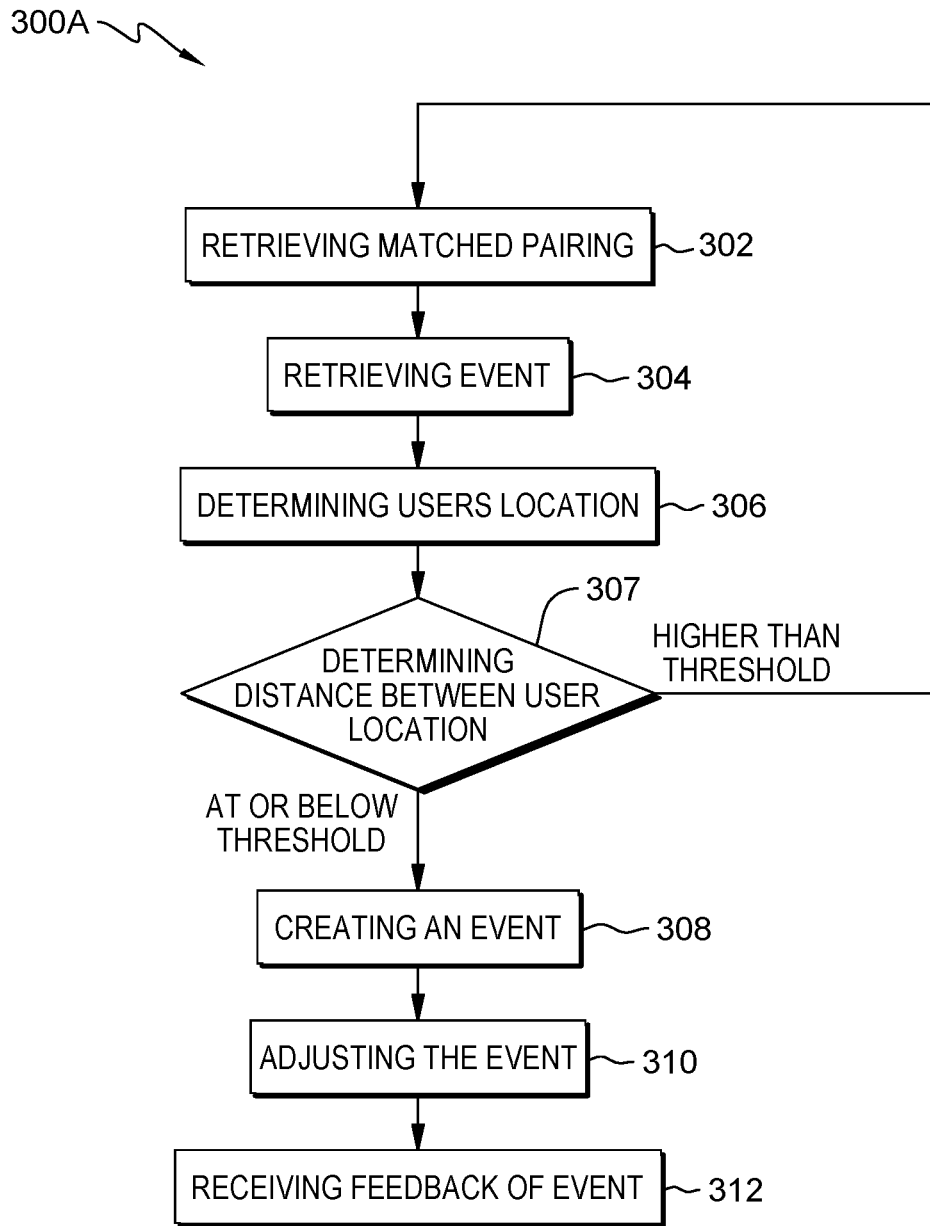 300A
RETRIEVING MATCHED PAIRING
302
RETRIEVING EVENT
304
DETERMINING USERS LOCATION
306
307
DETERMINING
DISTANCE BETWEEN USER
LOCATION
HIGHER THAN
THRESHOLD
AT OR BELOW
THRESHOLD
CREATING AN EVENT
308
ADJUSTING THE EVENT
310
RECEIVING FEEDBACK OF EVENT
312